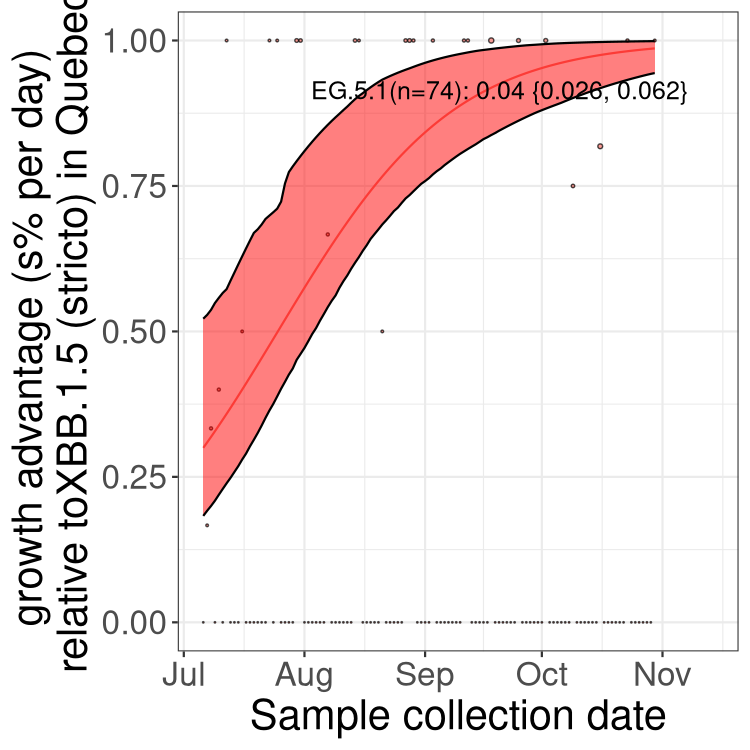 growth advantage (s% per day)
relative toXBB.1.5 (stricto) in Quebec
1.00
0.75
0.50
0.25
0.00
EG.5.1(n=74): 0.04 {0.026, 0.062}
Jul Aug Sep Oct Nov
Sample collection date